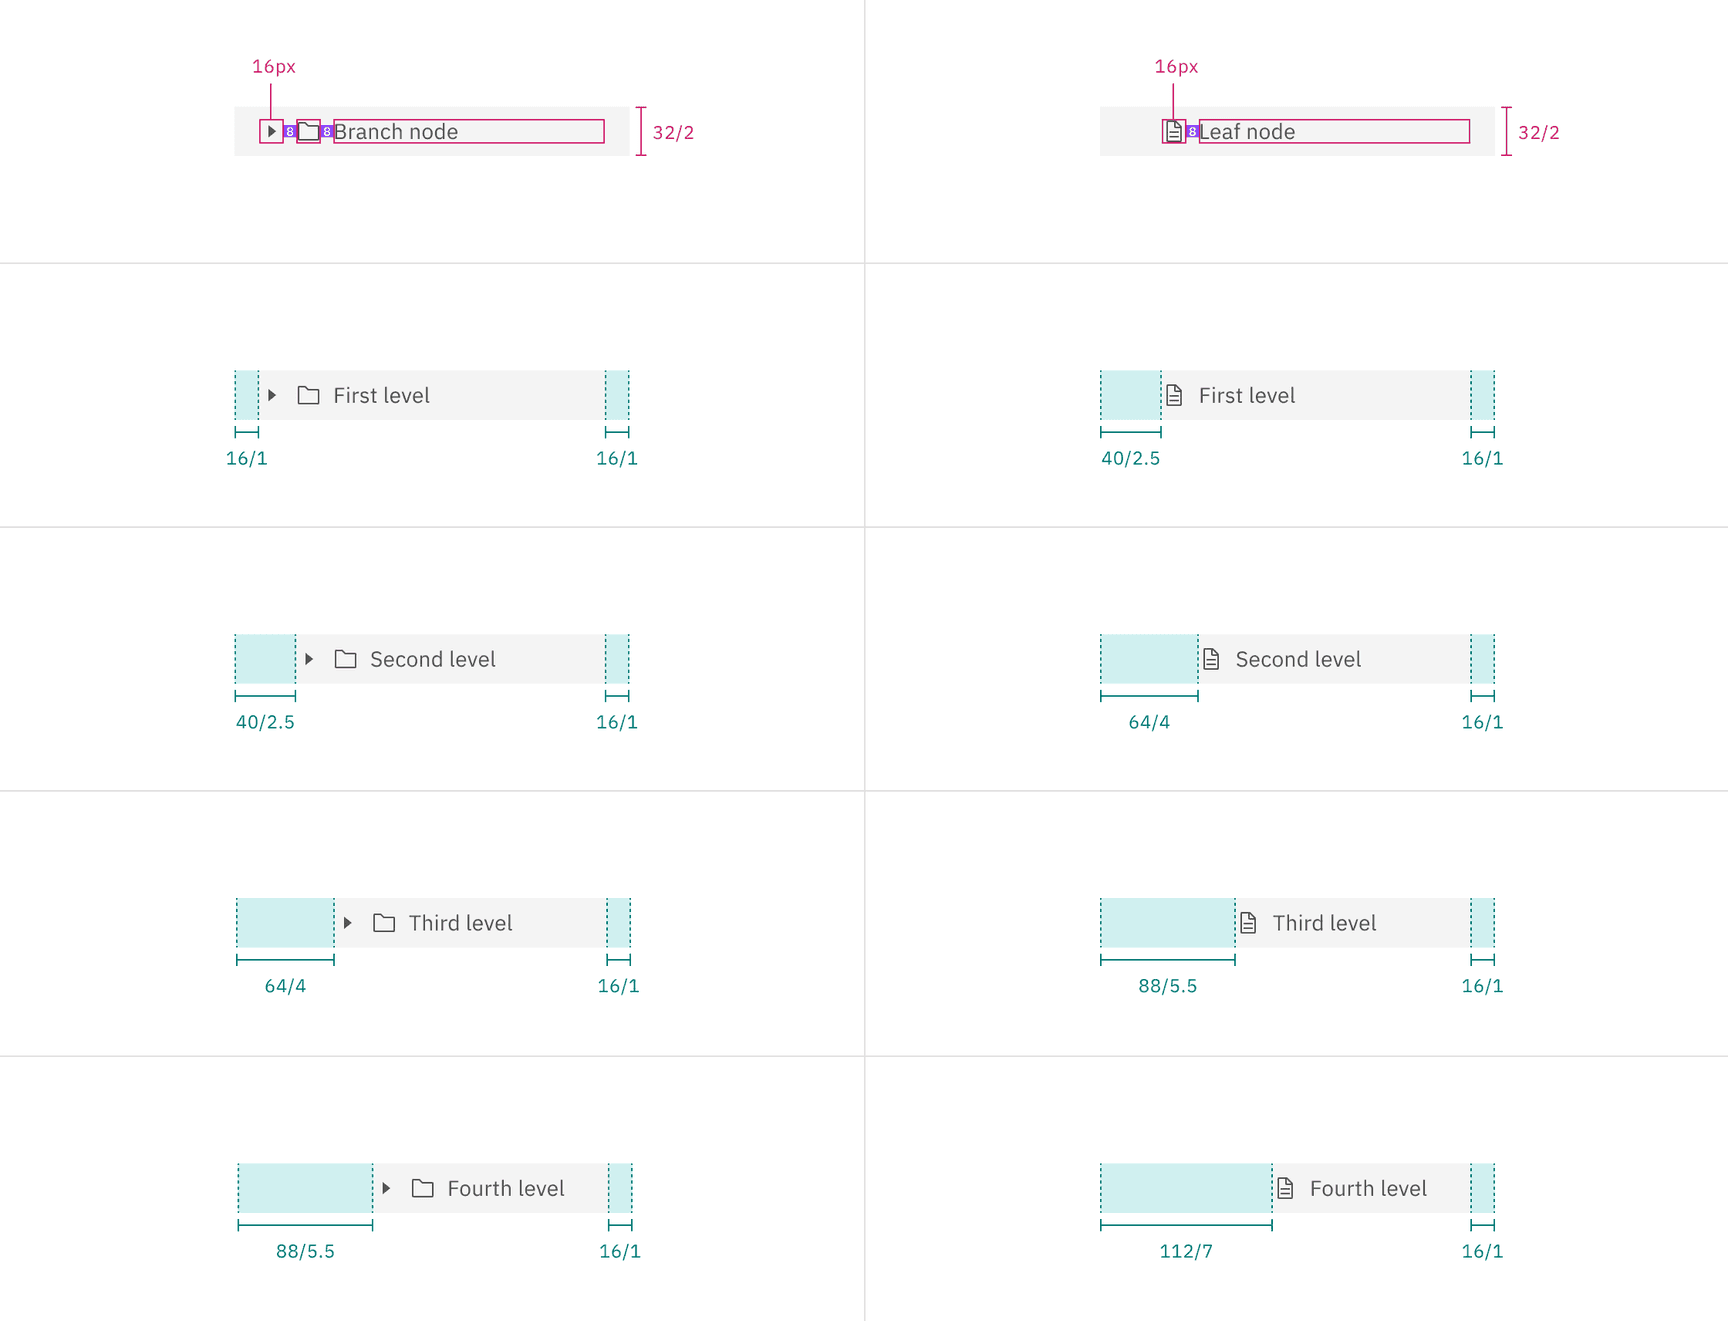 16px
8 8 Branch node 32/2
16px
8 Leaf node 32/2
First level
16/1 16/1
First level
40/2.5 16/1
Second level
40/2.5 16/1
Second level
64/4 16/1
Third level
64/4 16/1
Third level
88/5.5 16/1
Fourth level
88/5.5 16/1
Fourth level
112/7 16/1